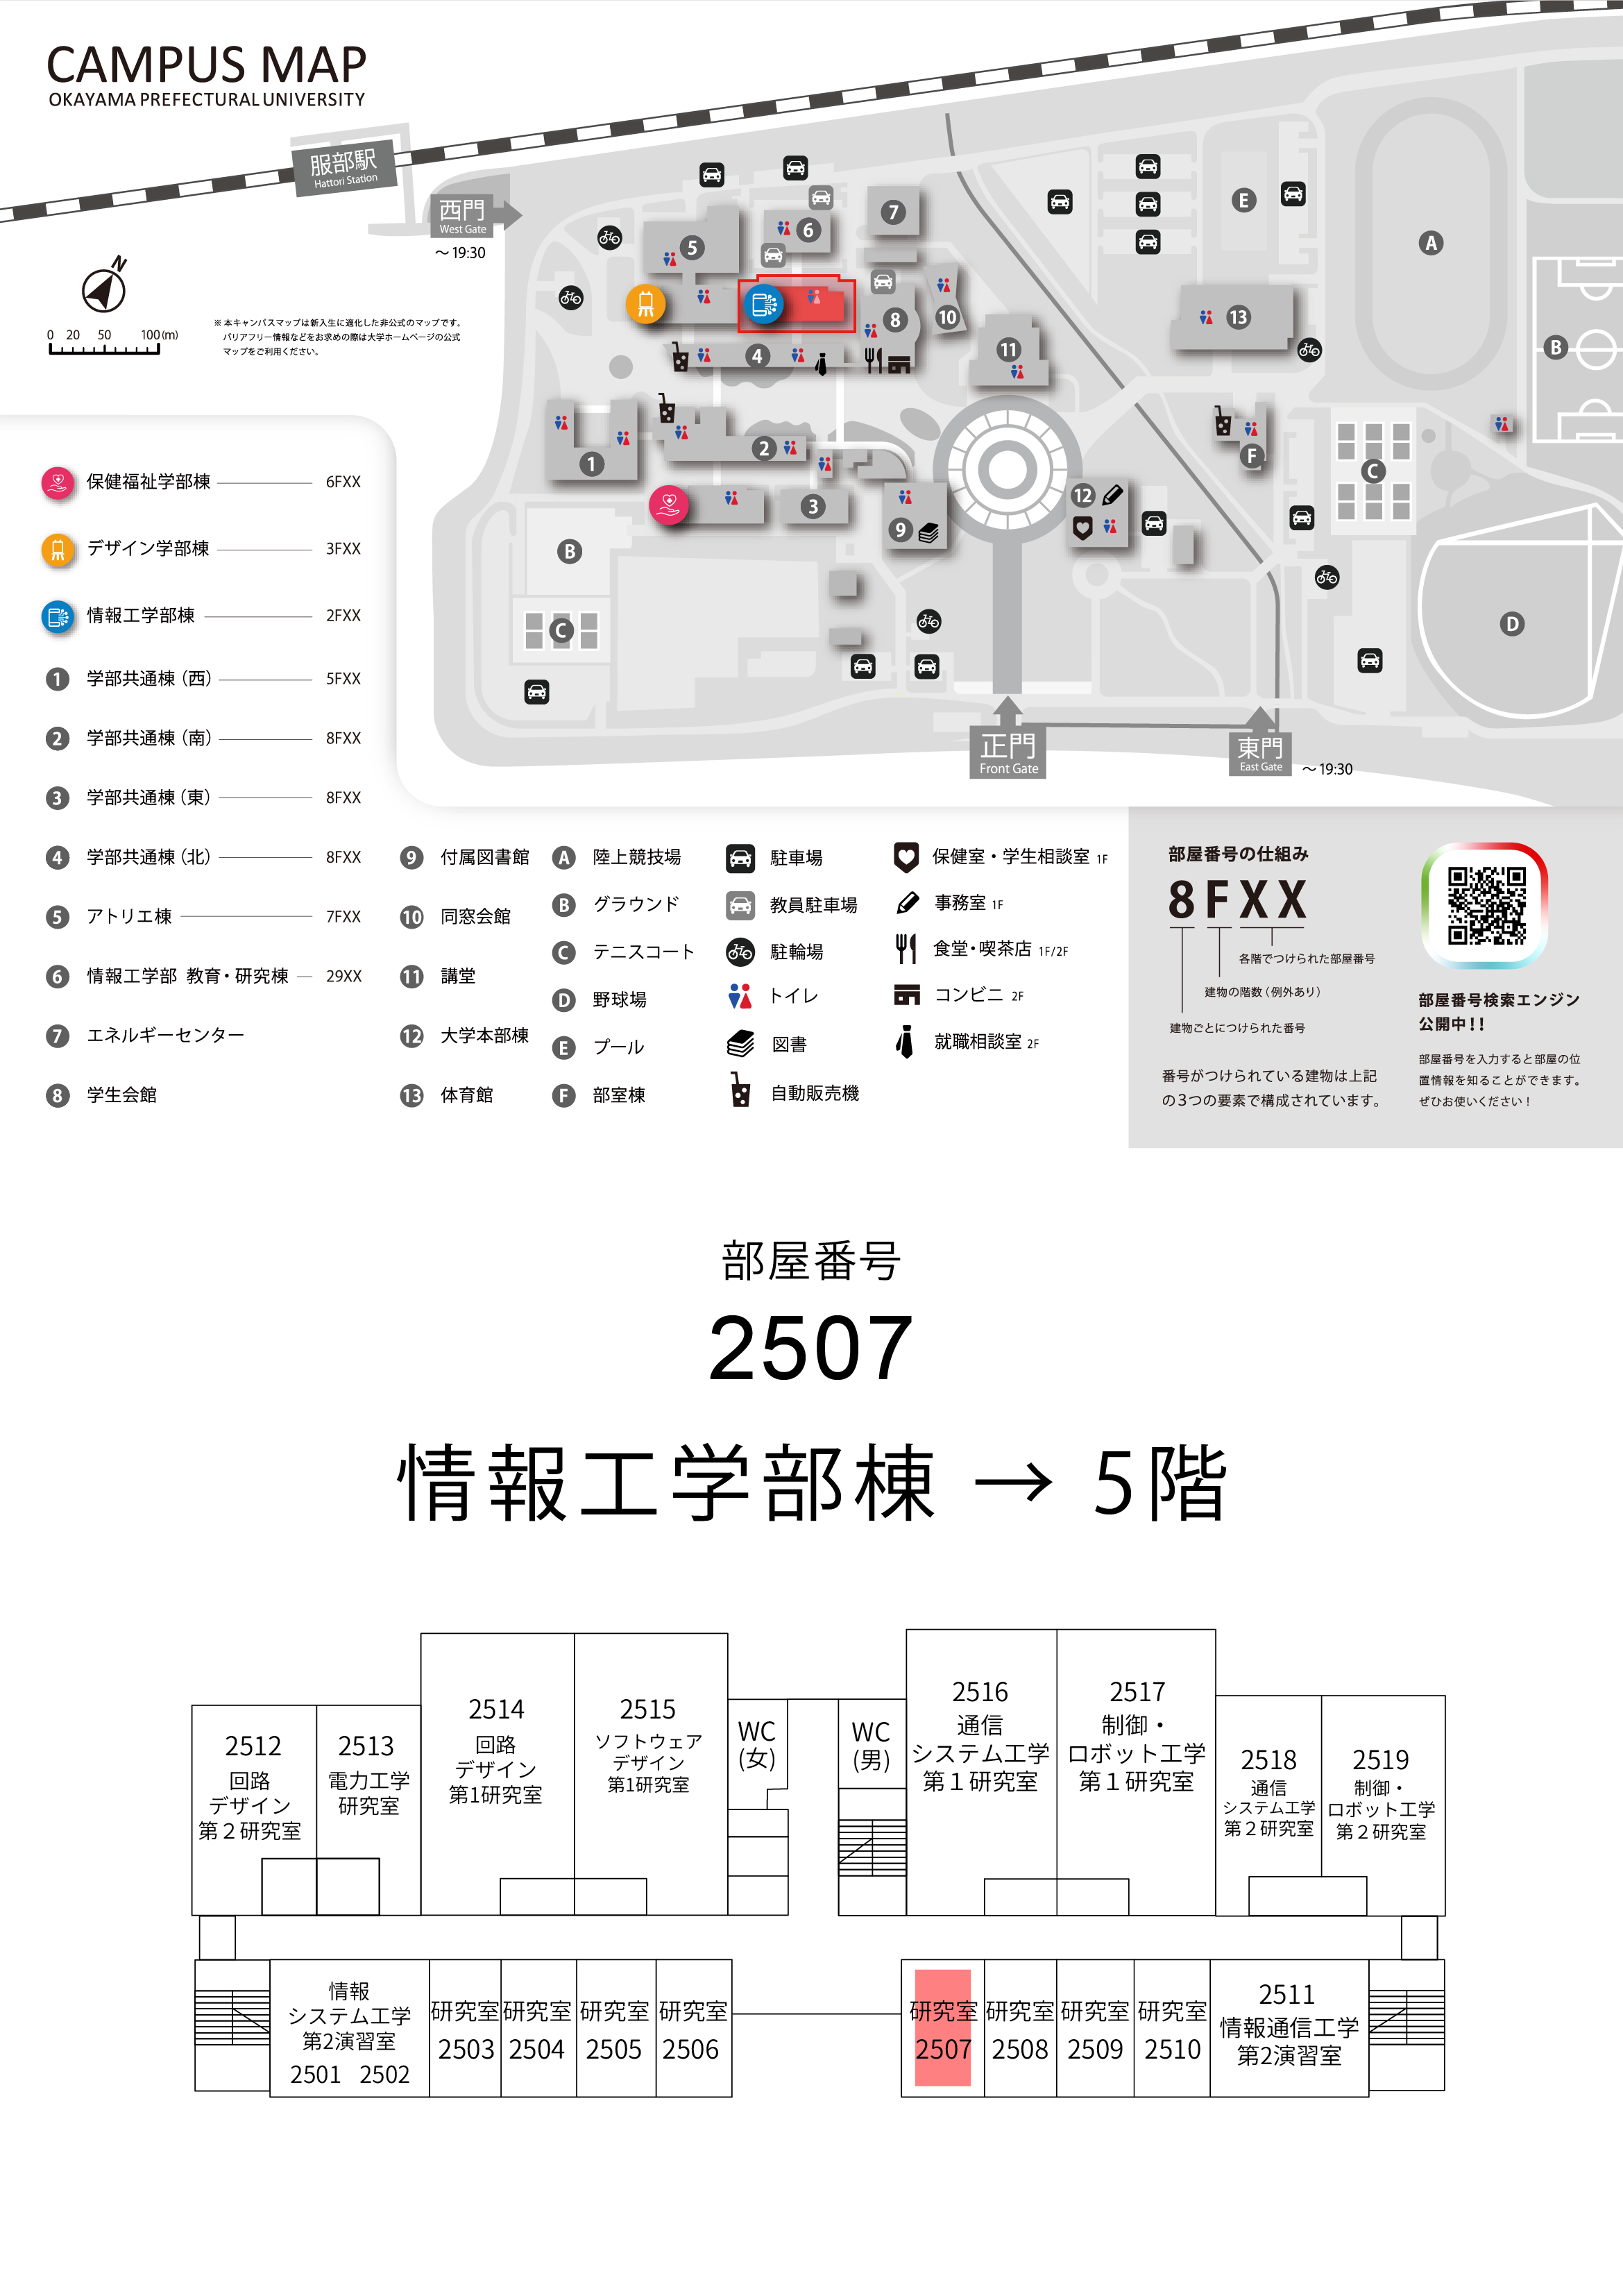 CAMPUS MAP
OKAYAMA PREFECTURAL UNIVERSITY
服部駅
Hattori Station
西門
West Gate
～19:30
N
0 20 50 100(m)
※ 本キャンパスマップは新入生に適化した非公式のマップです。
バリアフリー情報などをお求めの際は大学ホームページの公式
マップをご利用ください。
7
6
5
E
A
8
10
13
11
4
B
1
2
F
C
3
9
12
B
C
D
正門
Front Gate
東門
East Gate
～19:30
保健福祉学部棟 6FXX
デザイン学部棟 3FXX
情報工学部棟 2FXX
1 学部共通棟（西） 5FXX
2 学部共通棟（南） 8FXX
3 学部共通棟（東） 8FXX
4 学部共通棟（北） 8FXX
5 アトリエ棟 7FXX
6 情報工学部 教育・研究棟 29XX
7 エネルギーセンター
8 学生会館
9 付属図書館
10 同窓会館
11 講堂
12 大学本部棟
13 体育館
A 陸上競技場
B グラウンド
C テニスコート
D 野球場
E プール
F 部室棟
駐車場
教員駐車場
駐輪場
トイレ
図書
自動販売機
保健室・学生相談室 1F
事務室 1F
食堂・喫茶店 1F/2F
コンビニ 2F
就職相談室 2F
部屋番号の仕組み
8FXX
各階でつけられた部屋番号
建物の階数（例外あり）
建物ごとにつけられた番号
番号がつけられている建物は上記
の３つの要素で構成されています。
部屋番号検索エンジン
公開中！！
部屋番号を入力すると部屋の位
置情報を知ることができます。
ぜひお使いください！
部屋番号
2507
情報工学部棟 → 5階
2512
回路
デザイン
第２研究室
2513
電力工学
研究室
2514
回路
デザイン
第1研究室
2515
ソフトウェア
デザイン
第1研究室
WC
(女)
WC
(男)
2516
通信
システム工学
第１研究室
2517
制御・
ロボット工学
第１研究室
2518
通信
システム工学
第２研究室
2519
制御・
ロボット工学
第２研究室
情報
システム工学
第2演習室
2501 2502
研究室
2503
研究室
2504
研究室
2505
研究室
2506
研究室
2507
研究室
2508
研究室
2509
研究室
2510
2511
情報通信工学
第2演習室